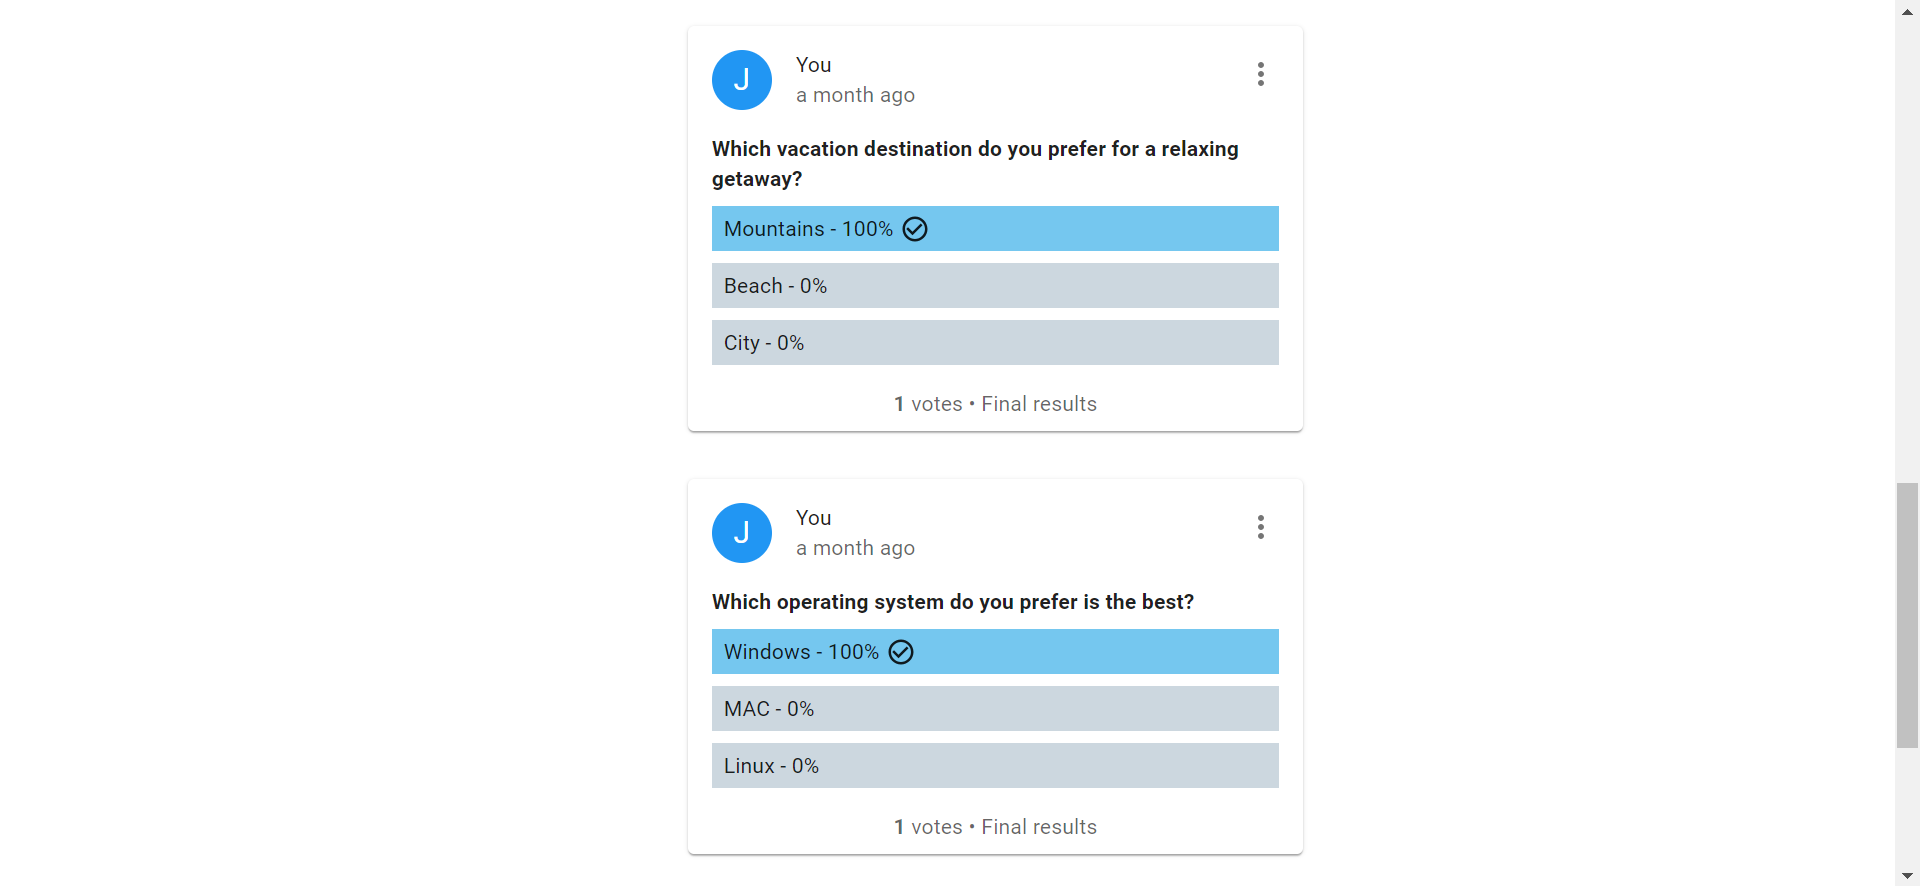 J
You
a month ago
Which vacation destination do you prefer for a relaxing
getaway?
Mountains - 100%
Beach - 0%
City - 0%
1 votes • Final results
J
You
a month ago
Which operating system do you prefer is the best?
Windows - 100%
MAC - 0%
Linux - 0%
1 votes • Final results